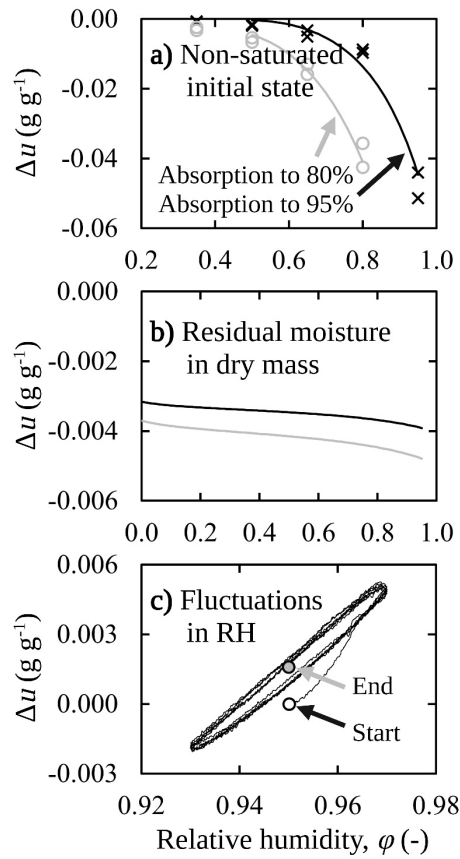 0.00
-0.02
-0.04
-0.06
Δu (g g⁻¹)
a) Non-saturated
initial state
Absorption to 80%
Absorption to 95%
0.2 0.4 0.6 0.8 1.0
0.000
-0.002
-0.004
-0.006
Δu (g g⁻¹)
b) Residual moisture
in dry mass
0.0 0.2 0.4 0.6 0.8 1.0
0.006
0.003
0.000
-0.003
Δu (g g⁻¹)
c) Fluctuations
in RH
End
Start
0.92 0.94 0.96 0.98
Relative humidity, φ (-)